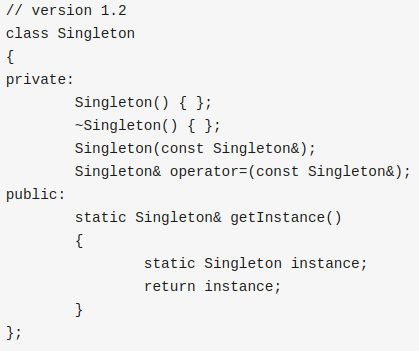 // version 1.2
class Singleton
{
private:
        Singleton() { };
        ~Singleton() { };
        Singleton(const Singleton&);
        Singleton& operator=(const Singleton&);
public:
        static Singleton& getInstance()
        {
                static Singleton instance;
                return instance;
        }
};